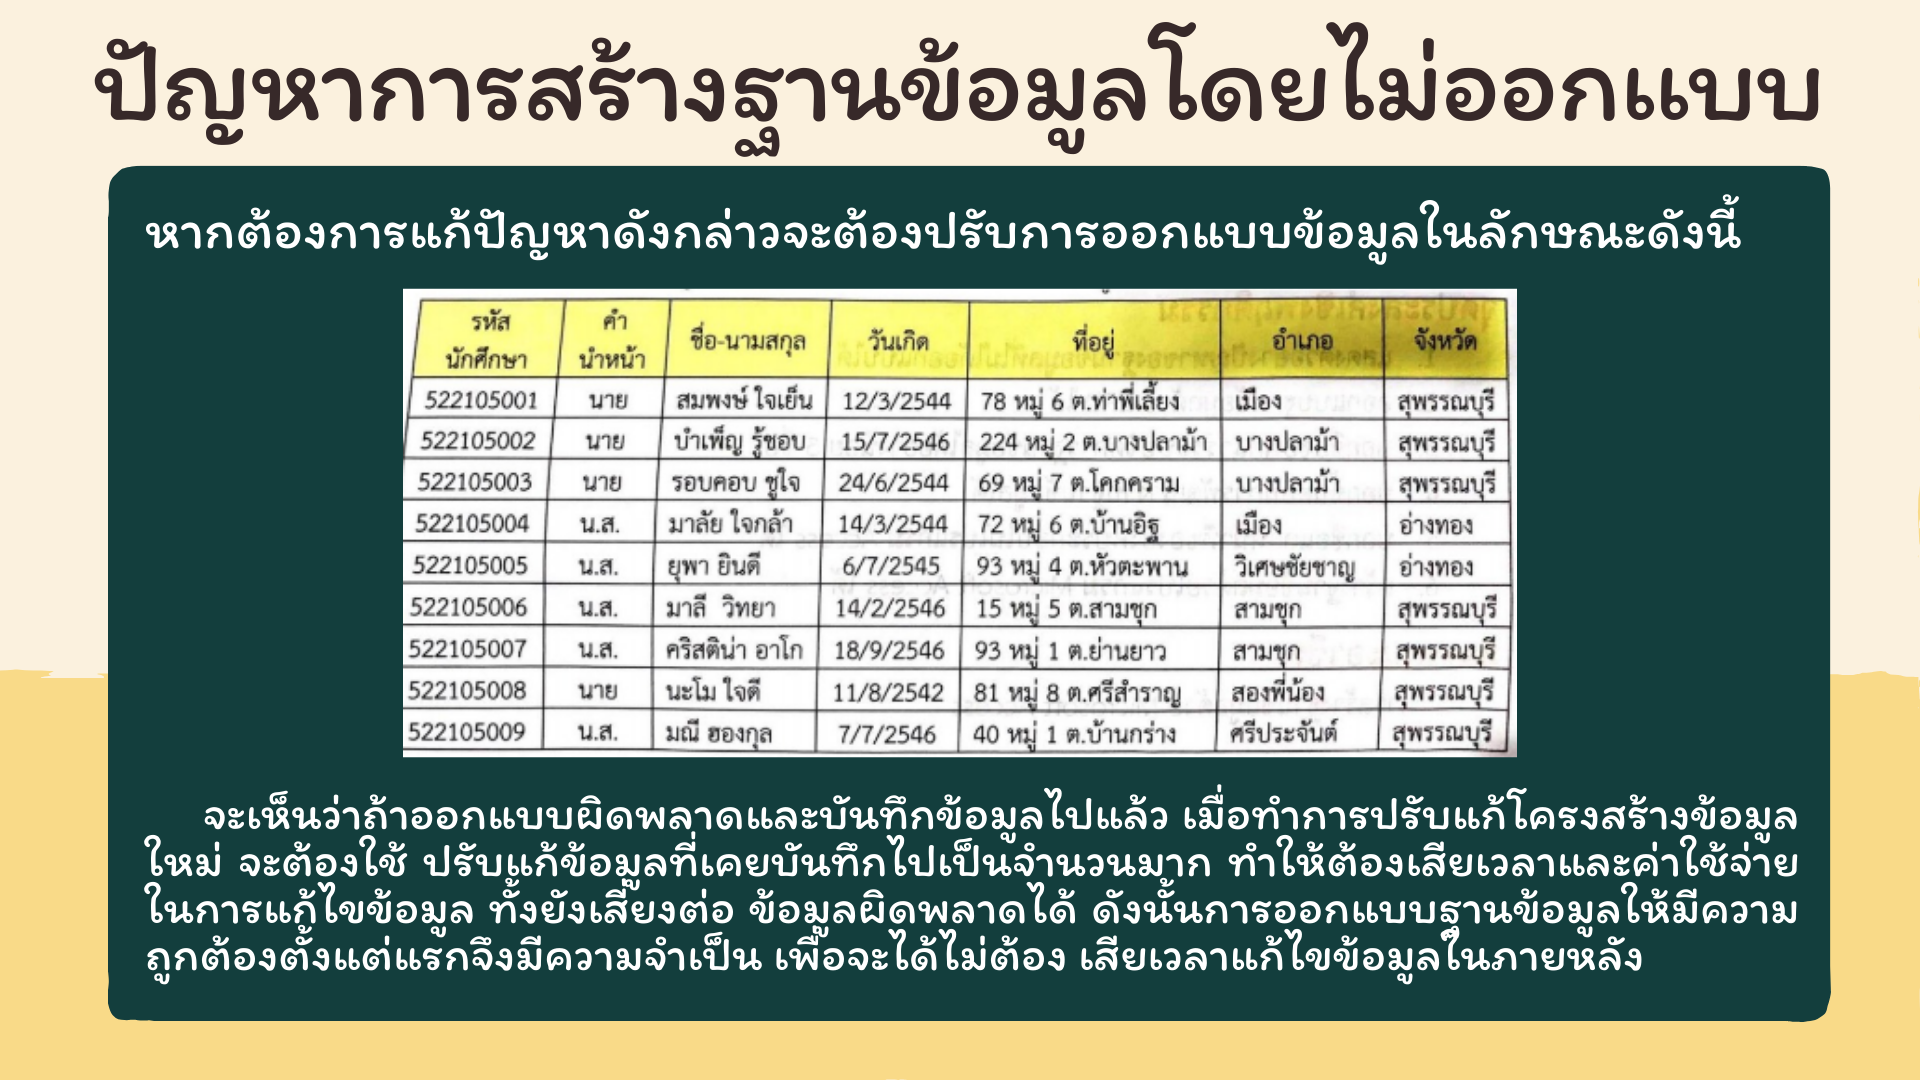 ปัญหาการสร้างฐานข้อมูลโดยไม่ออกแบบ
หากต้องการแก้ปัญหาดังกล่าวจะต้องปรับการออกแบบข้อมูลในลักษณะดังนี้
รหัสนักศึกษา คำนำหน้า ชื่อ-นามสกุล วันเกิด ที่อยู่ อำเภอ จังหวัด
522105001 นาย สมพงษ์ ใจเย็น 12/3/2544 78 หมู่ 6 ต.ท่าพี่เลี้ยง เมือง สุพรรณบุรี
522105002 นาย บำเพ็ญ รู้ชอบ 15/7/2546 224 หมู่ 2 ต.บางปลาม้า บางปลาม้า สุพรรณบุรี
522105003 นาย รอบคอบ ชูใจ 24/6/2544 69 หมู่ 7 ต.โคกคราม บางปลาม้า สุพรรณบุรี
522105004 น.ส. มาลัย ใจกล้า 14/3/2544 72 หมู่ 6 ต.บ้านอิฐ เมือง อ่างทอง
522105005 น.ส. ยุพา ยินดี 6/7/2545 93 หมู่ 4 ต.หัวตะพาน วิเศษชัยชาญ อ่างทอง
522105006 น.ส. มาลี วิทยา 14/2/2546 15 หมู่ 5 ต.สามชุก สามชุก สุพรรณบุรี
522105007 น.ส. คริสติน่า อาโก 18/9/2546 93 หมู่ 1 ต.ย่านยาว สามชุก สุพรรณบุรี
522105008 นาย นะโม ใจดี 11/8/2542 81 หมู่ 8 ต.ศรีสำราญ สองพี่น้อง สุพรรณบุรี
522105009 น.ส. มณี ฮองกุล 7/7/2546 40 หมู่ 1 ต.บ้านกร่าง ศรีประจันต์ สุพรรณบุรี
จะเห็นว่าถ้าออกแบบผิดพลาดและบันทึกข้อมูลไปแล้ว เมื่อทำการปรับแก้โครงสร้างข้อมูล
ใหม่ จะต้องใช้ ปรับแก้ข้อมูลที่เคยบันทึกไปเป็นจำนวนมาก ทำให้ต้องเสียเวลาและค่าใช้จ่าย
ในการแก้ไขข้อมูล ทั้งยังเสี่ยงต่อ ข้อมูลผิดพลาดได้ ดังนั้นการออกแบบฐานข้อมูลให้มีความ
ถูกต้องตั้งแต่แรกจึงมีความจำเป็น เพื่อจะได้ไม่ต้อง เสียเวลาแก้ไขข้อมูลในภายหลัง